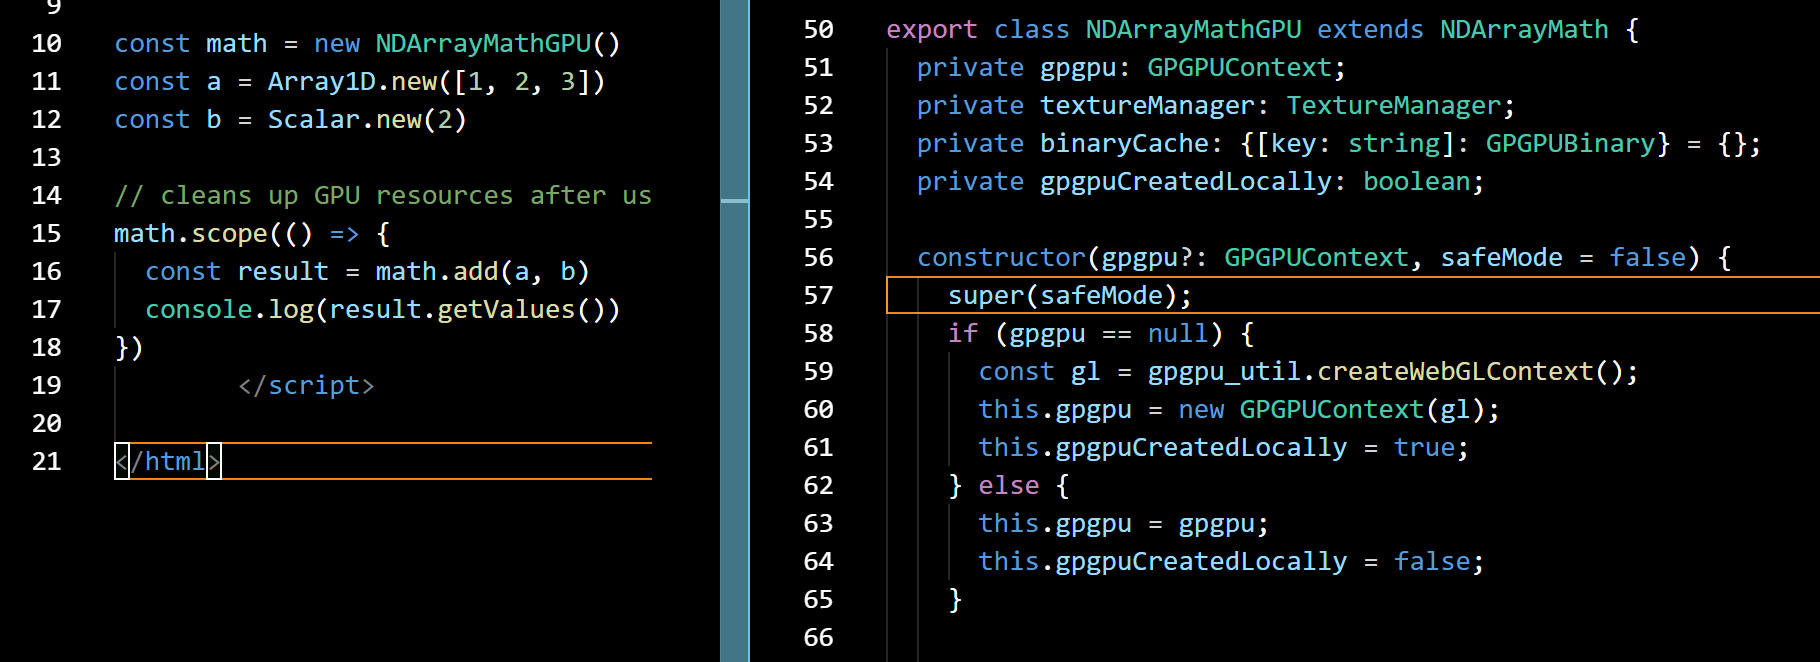 9
10 const math = new NDArrayMathGPU()
11 const a = Array1D.new([1, 2, 3])
12 const b = Scalar.new(2)
13
14 // cleans up GPU resources after us
15 math.scope(() => {
16   const result = math.add(a, b)
17   console.log(result.getValues())
18 })
19         </script>
20
21 </html>
50 export class NDArrayMathGPU extends NDArrayMath {
51   private gpgpu: GPGPUContext;
52   private textureManager: TextureManager;
53   private binaryCache: {[key: string]: GPGPUBinary} = {};
54   private gpgpuCreatedLocally: boolean;
55
56   constructor(gpgpu?: GPGPUContext, safeMode = false) {
57     super(safeMode);
58     if (gpgpu == null) {
59       const gl = gpgpu_util.createWebGLContext();
60       this.gpgpu = new GPGPUContext(gl);
61       this.gpgpuCreatedLocally = true;
62     } else {
63       this.gpgpu = gpgpu;
64       this.gpgpuCreatedLocally = false;
65     }
66